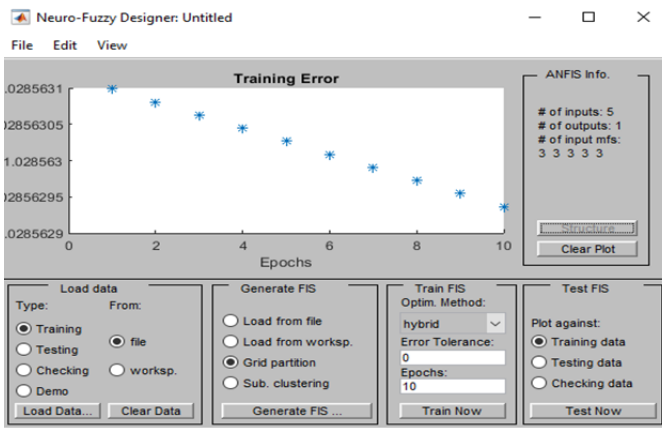 Neuro-Fuzzy Designer: Untitled
File Edit View
Training Error
.0285631
02856305
1.028563
02856295
.0285629
0 2 4 6 8 10
Epochs
ANFIS Info.
# of inputs: 5
# of outputs: 1
# of input mfs:
3 3 3 3 3
Structure
Clear Plot
Load data
Type: From:
Training
Testing
Checking
Demo
file
worksp.
Load Data... Clear Data
Generate FIS
Load from file
Load from worksp.
Grid partition
Sub. clustering
Generate FIS ...
Train FIS
Optim. Method:
hybrid
Error Tolerance:
0
Epochs:
10
Train Now
Test FIS
Plot against:
Training data
Testing data
Checking data
Test Now